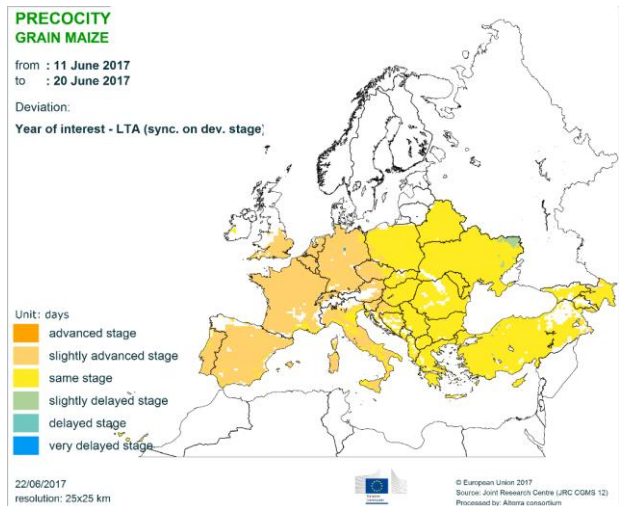 PRECOCITY
GRAIN MAIZE
from : 11 June 2017
to : 20 June 2017
Deviation:
Year of interest - LTA (sync. on dev. stage)
Unit: days
advanced stage
slightly advanced stage
same stage
slightly delayed stage
delayed stage
very delayed stage
22/06/2017
resolution: 25x25 km
© European Union 2017
Source: Joint Research Centre (JRC CGMS 12)
Processed by: Alterra consortium